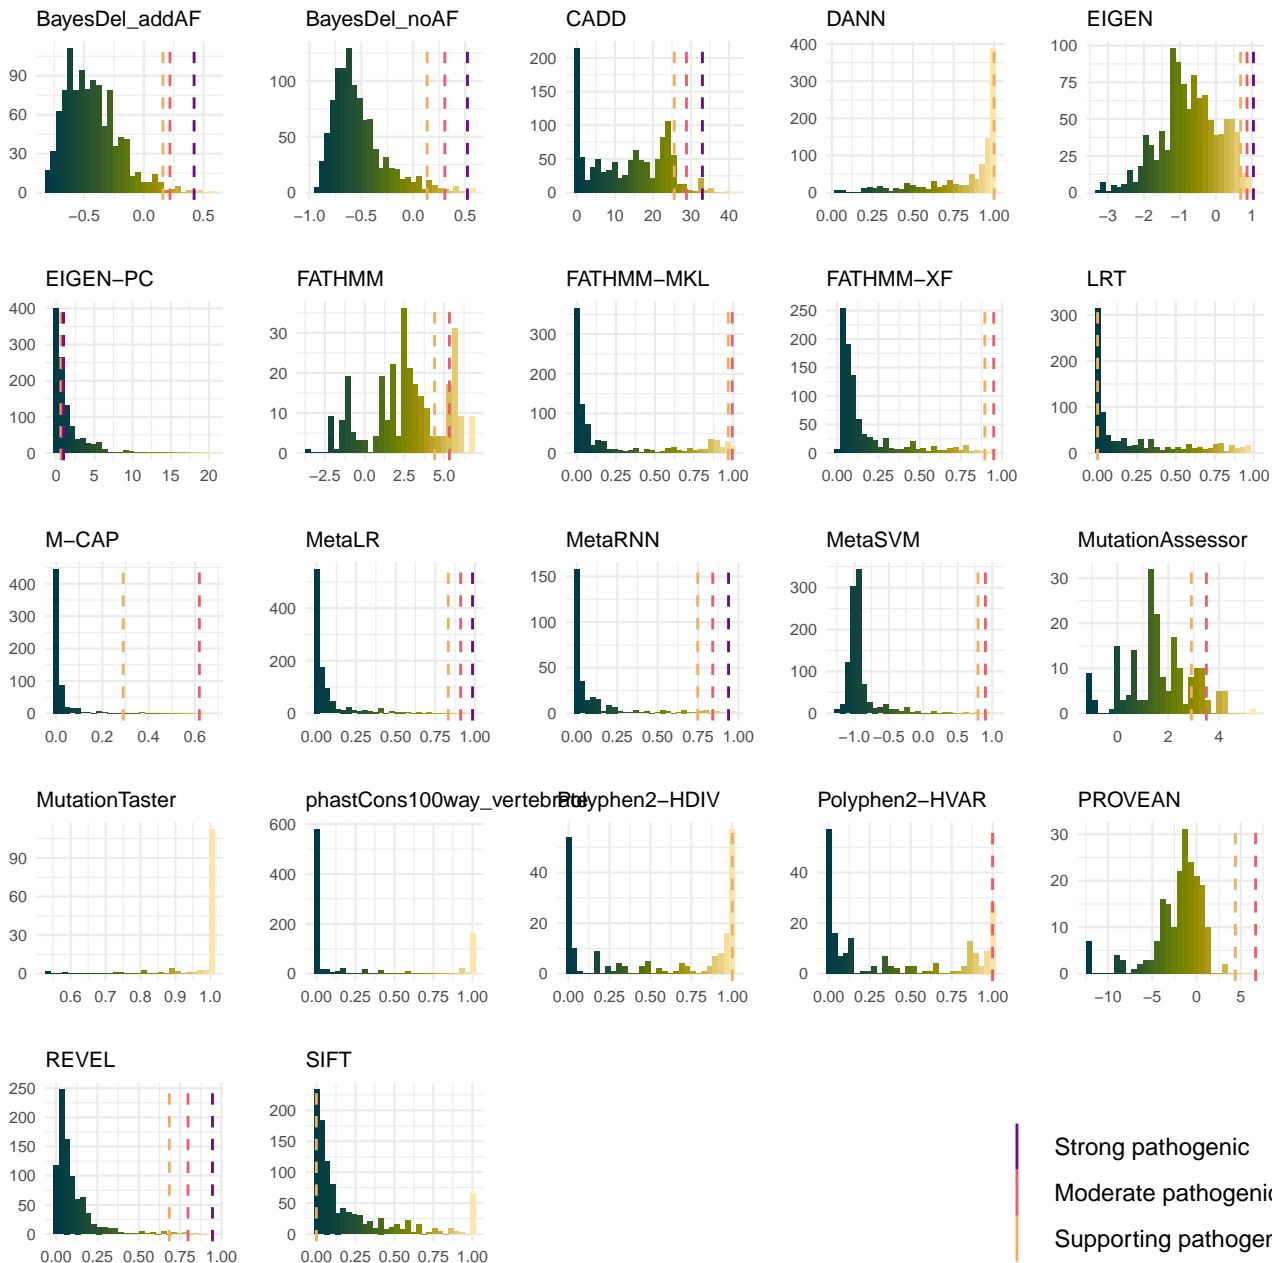 BayesDel_addAF BayesDel_noAF CADD DANN EIGEN
90 60 30 0
−0.5 0.0 0.5
100 50 0
−1.0 −0.5 0.0 0.5
200 150 100 50 0
0 10 20 30 40
400 300 200 100 0
0.00 0.25 0.50 0.75 1.00
100 75 50 25 0
−3 −2 −1 0 1
EIGEN−PC FATHMM FATHMM−MKL FATHMM−XF LRT
400 300 200 100 0
0 5 10 15 20
30 20 10 0
−2.5 0.0 2.5 5.0
300 200 100 0
0.00 0.25 0.50 0.75 1.00
250 200 150 100 50 0
0.00 0.25 0.50 0.75 1.00
300 200 100 0
0.00 0.25 0.50 0.75 1.00
M−CAP MetaLR MetaRNN MetaSVM MutationAssessor
400 300 200 100 0
0.0 0.2 0.4 0.6
400 200 0
0.00 0.25 0.50 0.75 1.00
150 100 50 0
0.00 0.25 0.50 0.75 1.00
300 200 100 0
−1.0 −0.5 0.0 0.5 1.0
30 20 10 0
0 2 4
MutationTaster phastCons100way_vertebrate Polyphen2−HDIV Polyphen2−HVAR PROVEAN
90 60 30 0
0.6 0.7 0.8 0.9 1.0
600 400 200 0
0.00 0.25 0.50 0.75 1.00
40 20 0
0.00 0.25 0.50 0.75 1.00
40 20 0
0.00 0.25 0.50 0.75 1.00
30 20 10 0
−10 −5 0 5
REVEL SIFT
250 200 150 100 50 0
0.00 0.25 0.50 0.75 1.00
200 150 100 50 0
0.00 0.25 0.50 0.75 1.00
Strong pathogenic
Moderate pathogenic
Supporting pathogen